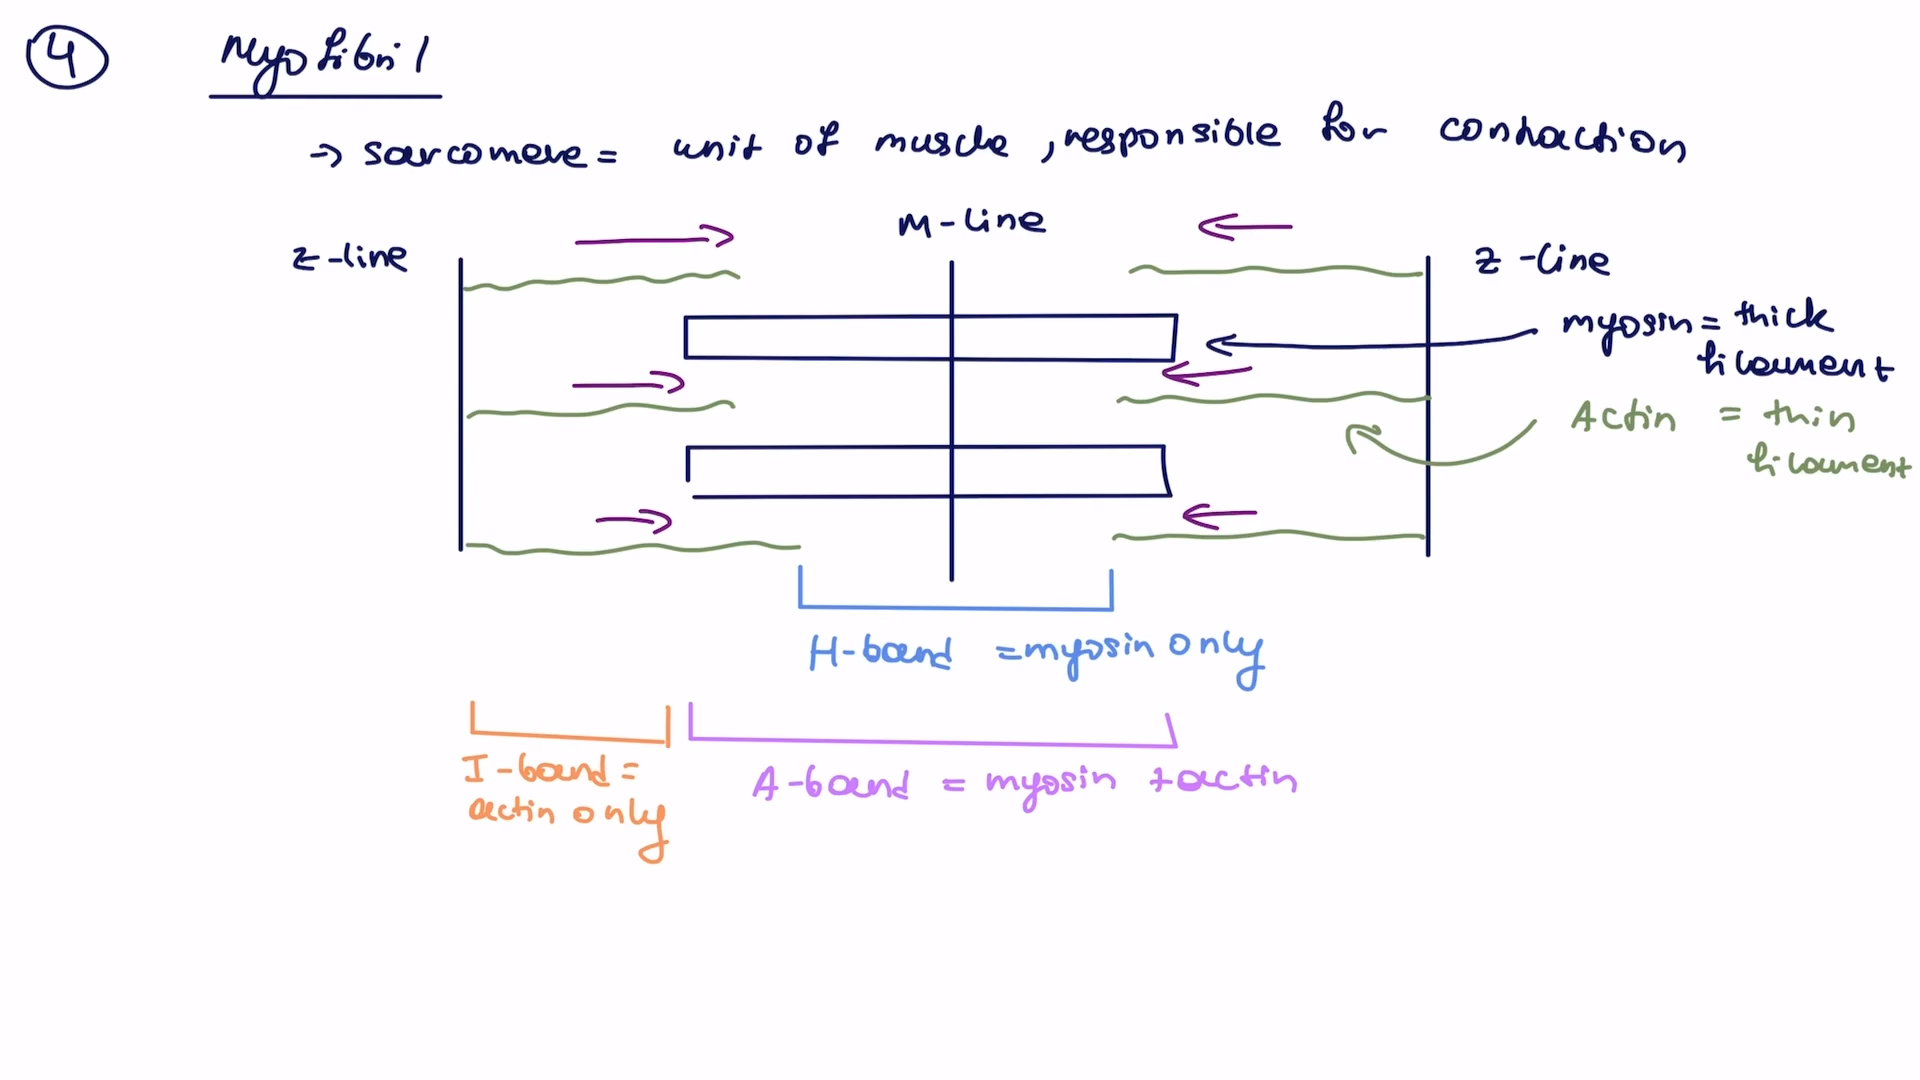 4 Myofibril
→ sarcomere = unit of muscle, responsible for contraction
M-line
Z-line
Z-line
myosin = thick
filament
Actin = thin
filament
H-band = myosin only
I-band =
actin only
A-band = myosin + actin